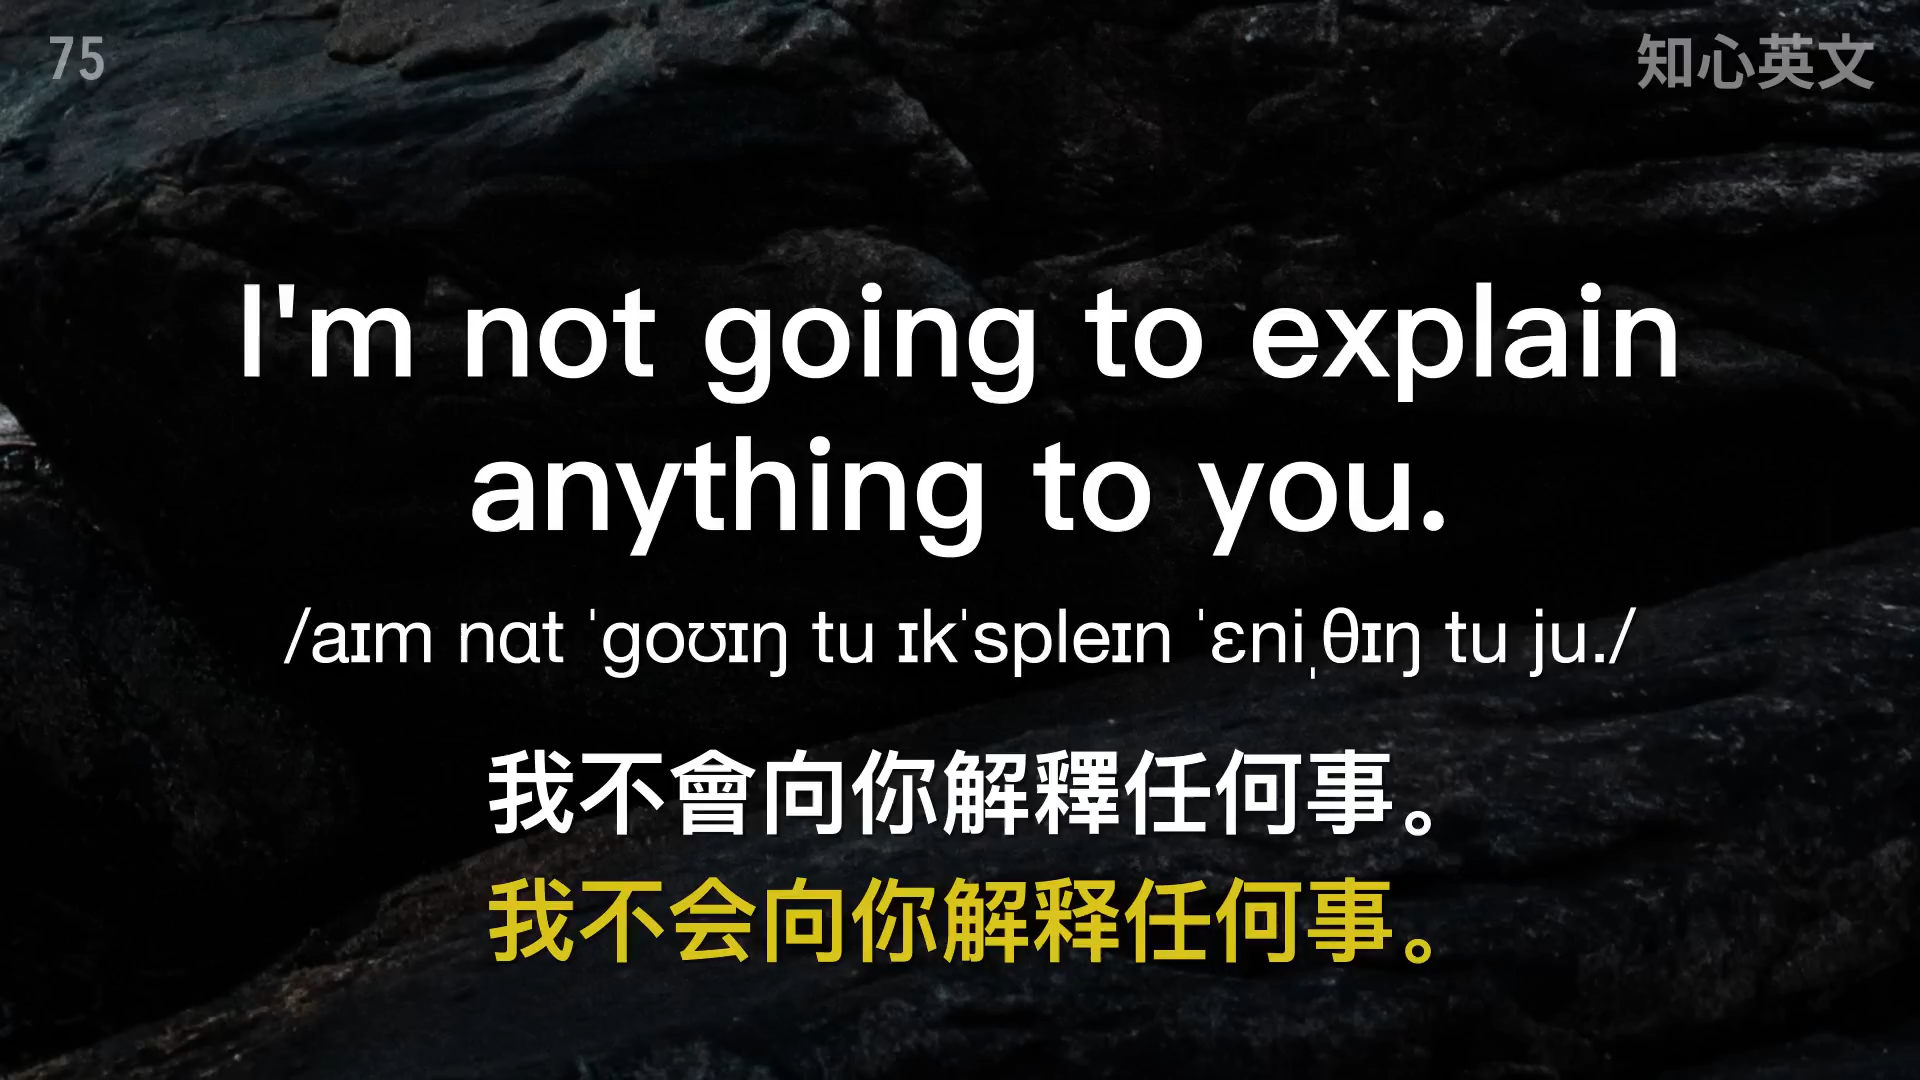 75
知心英文
I'm not going to explain
anything to you.
/aɪm nɑt ˈɡoʊɪŋ tu ɪkˈspleɪn ˈɛniˌθɪŋ tu ju./
我不會向你解釋任何事。
我不会向你解释任何事。